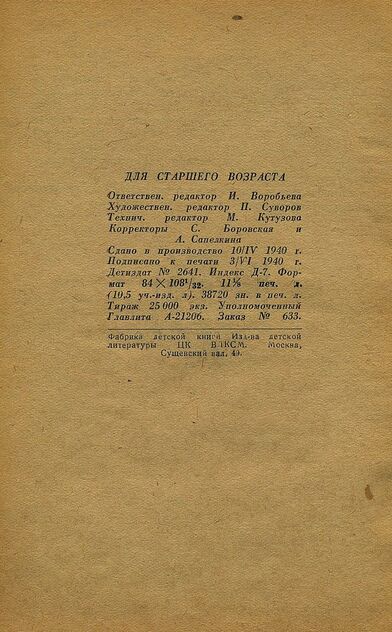 ДЛЯ СТАРШЕГО ВОЗРАСТА
Ответствен. редактор И. Воробьева
Художествен. редактор П. Суворов
Технич. редактор М. Кутузова
Корректоры С. Боровская и
А. Сапелкина
Сдано в производство 10/IV 1940 г.
Подписано к печати 3/VI 1940 г.
Детиздат № 2641. Индекс Д-7. Фор-
мат 84×108¹/₃₂. 11⅝ печ. л.
(10,5 уч.-изд. л.). 38720 зн. в печ. л.
Тираж 25 000 экз. Уполномоченный
Главлита А-21206. Заказ № 633.
Фабрика детской книги Изд-ва детской
литературы ЦК ВЛКСМ. Москва,
Сущевский вал, 49.